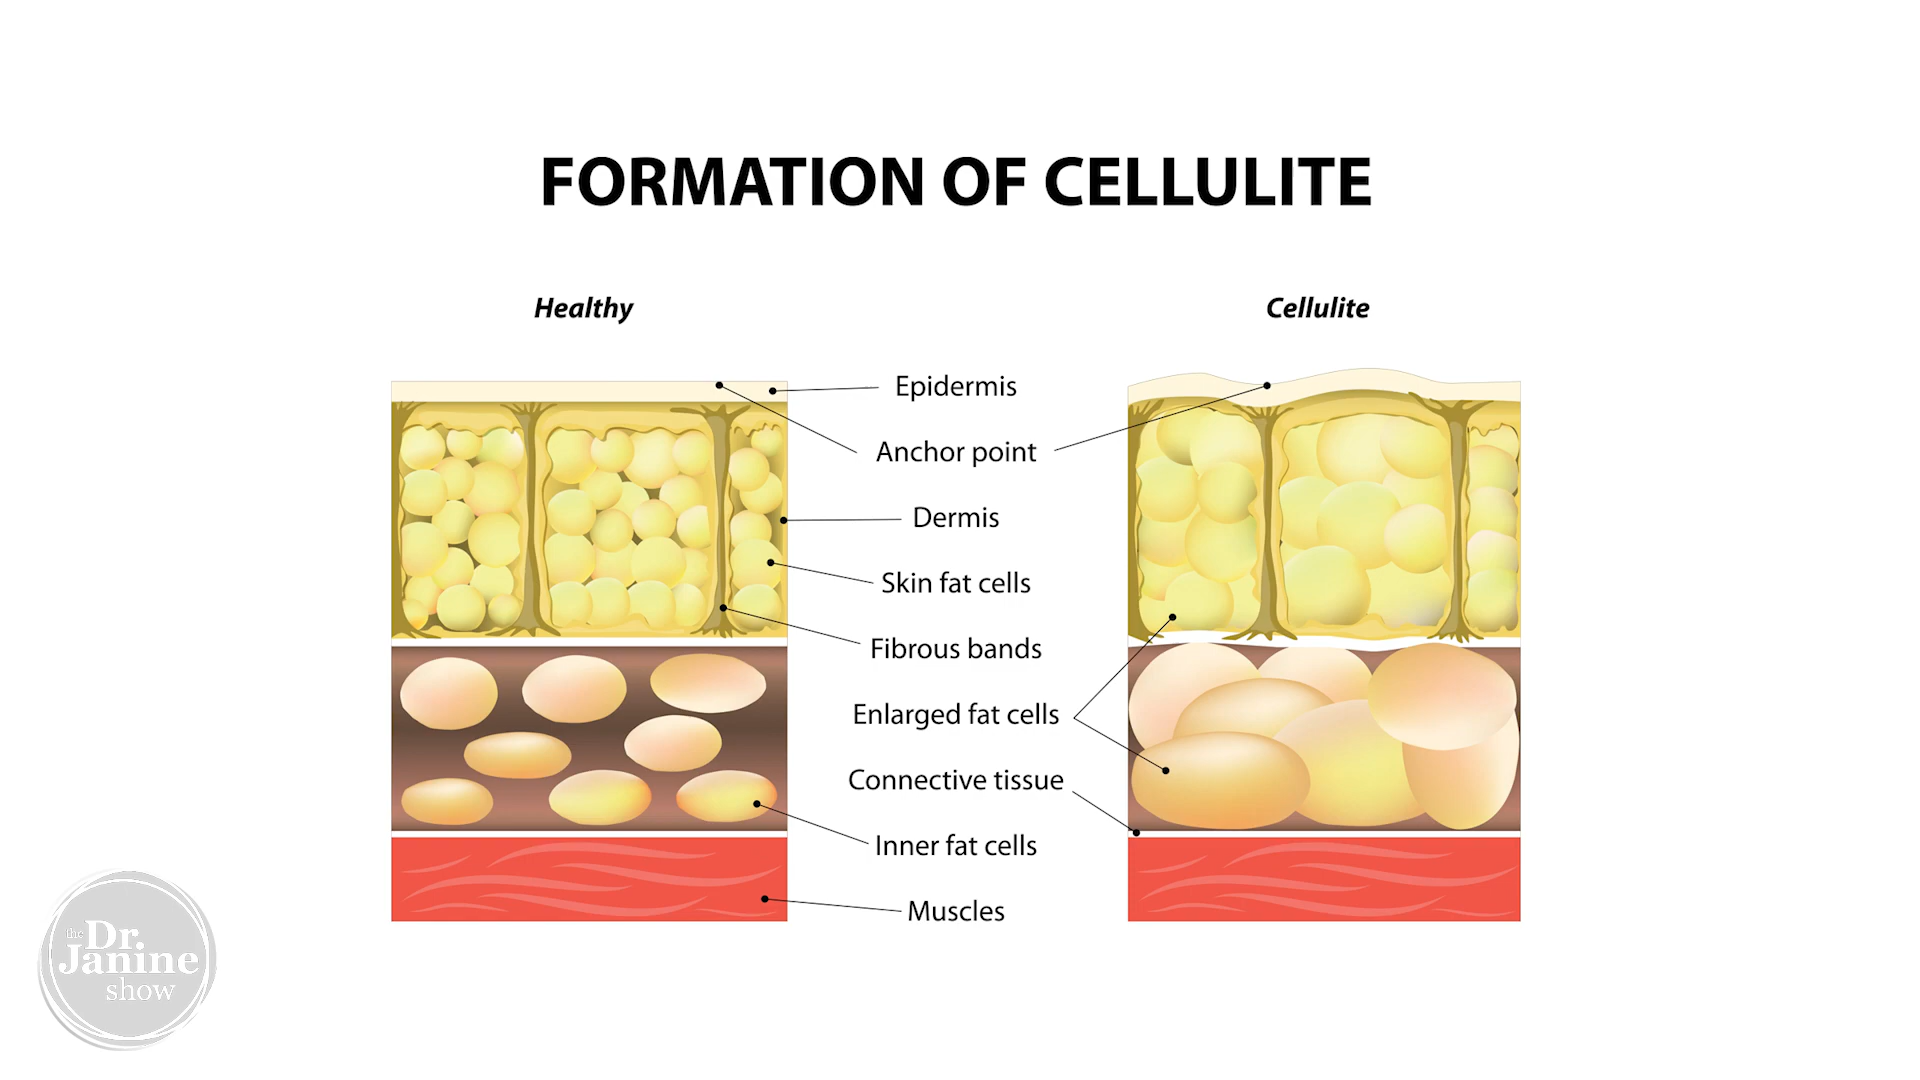 FORMATION OF CELLULITE
Healthy
Cellulite
Epidermis
Anchor point
Dermis
Skin fat cells
Fibrous bands
Enlarged fat cells
Connective tissue
Inner fat cells
Muscles
the Dr.
Janine
show